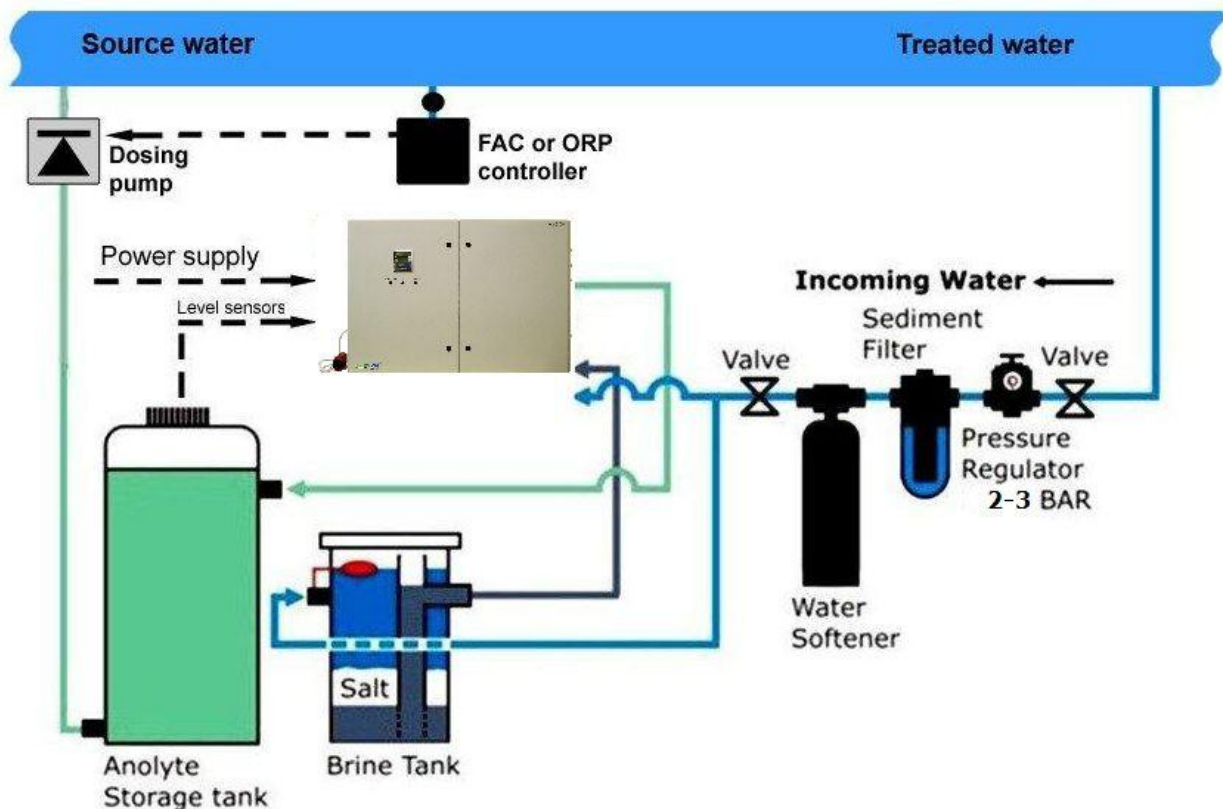 Source water
Treated water
Dosing
pump
FAC or ORP
controller
Power supply
Level sensors
Incoming Water
Sediment
Filter
Valve
Valve
Pressure
Regulator
2-3 BAR
Water
Softener
Salt
Anolyte
Storage tank
Brine Tank